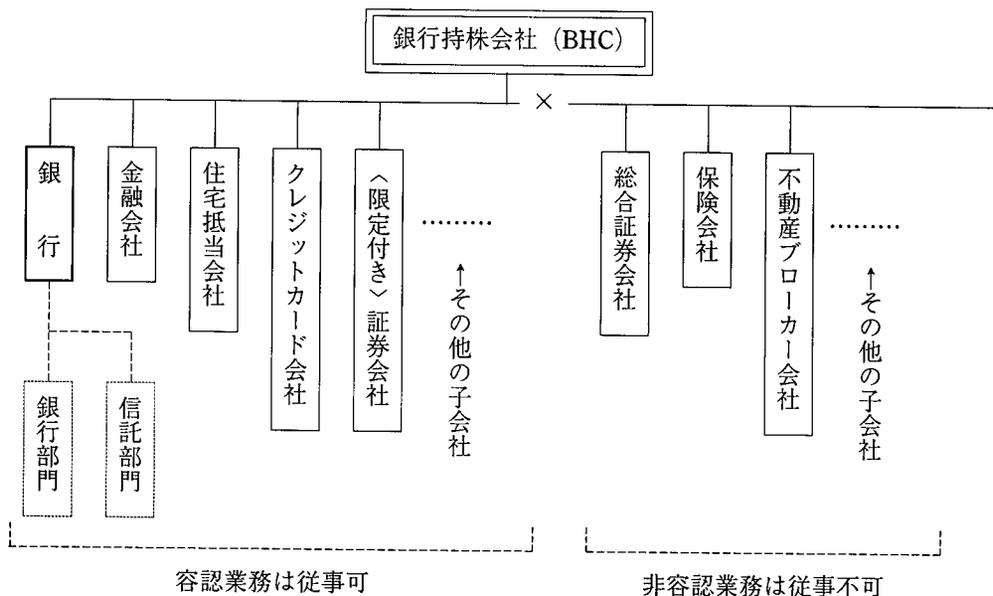 銀行持株会社（BHC）
×
銀行
金融会社
住宅抵当会社
クレジットカード会社
〈限定付き〉証券会社
………
↑その他の子会社
総合証券会社
保険会社
不動産ブローカー会社
………
↑その他の子会社
銀行部門
信託部門
容認業務は従事可
非容認業務は従事不可